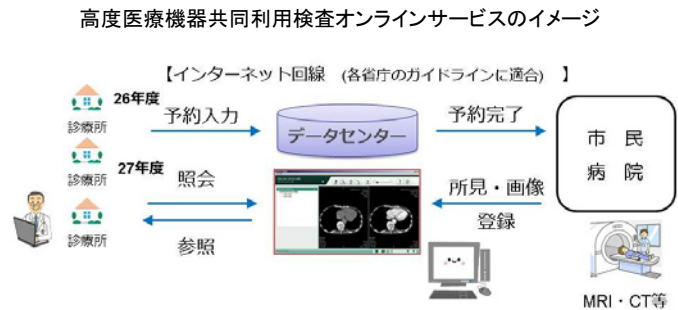 高度医療機器共同利用検査オンラインサービスのイメージ
【インターネット回線 (各省庁のガイドラインに適合) 】
26年度
診療所
予約入力
データセンター
予約完了
市民
病院
診療所
27年度
照会
所見・画像
登録
診療所
参照
MRI・CT等